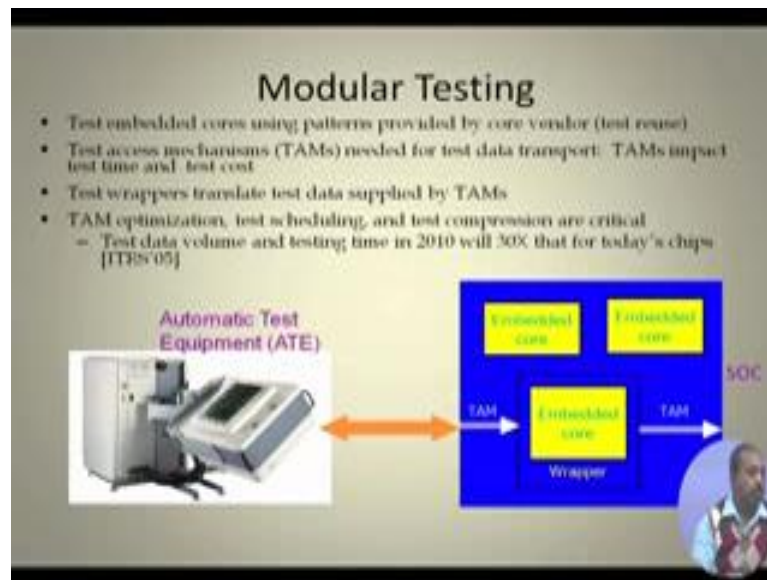 Modular Testing
• Test embedded cores using patterns provided by core vendor (test reuse)
• Test access mechanisms (TAMs) needed for test data transport: TAMs impact
test time and test cost
• Test wrappers translate test data supplied by TAMs
• TAM optimization, test scheduling, and test compression are critical
– Test data volume and testing time in 2010 will 30X that for today's chips
[ITRS'05]
Automatic Test
Equipment (ATE)
Embedded
core
Embedded
core
SOC
TAM
Embedded
core
TAM
Wrapper